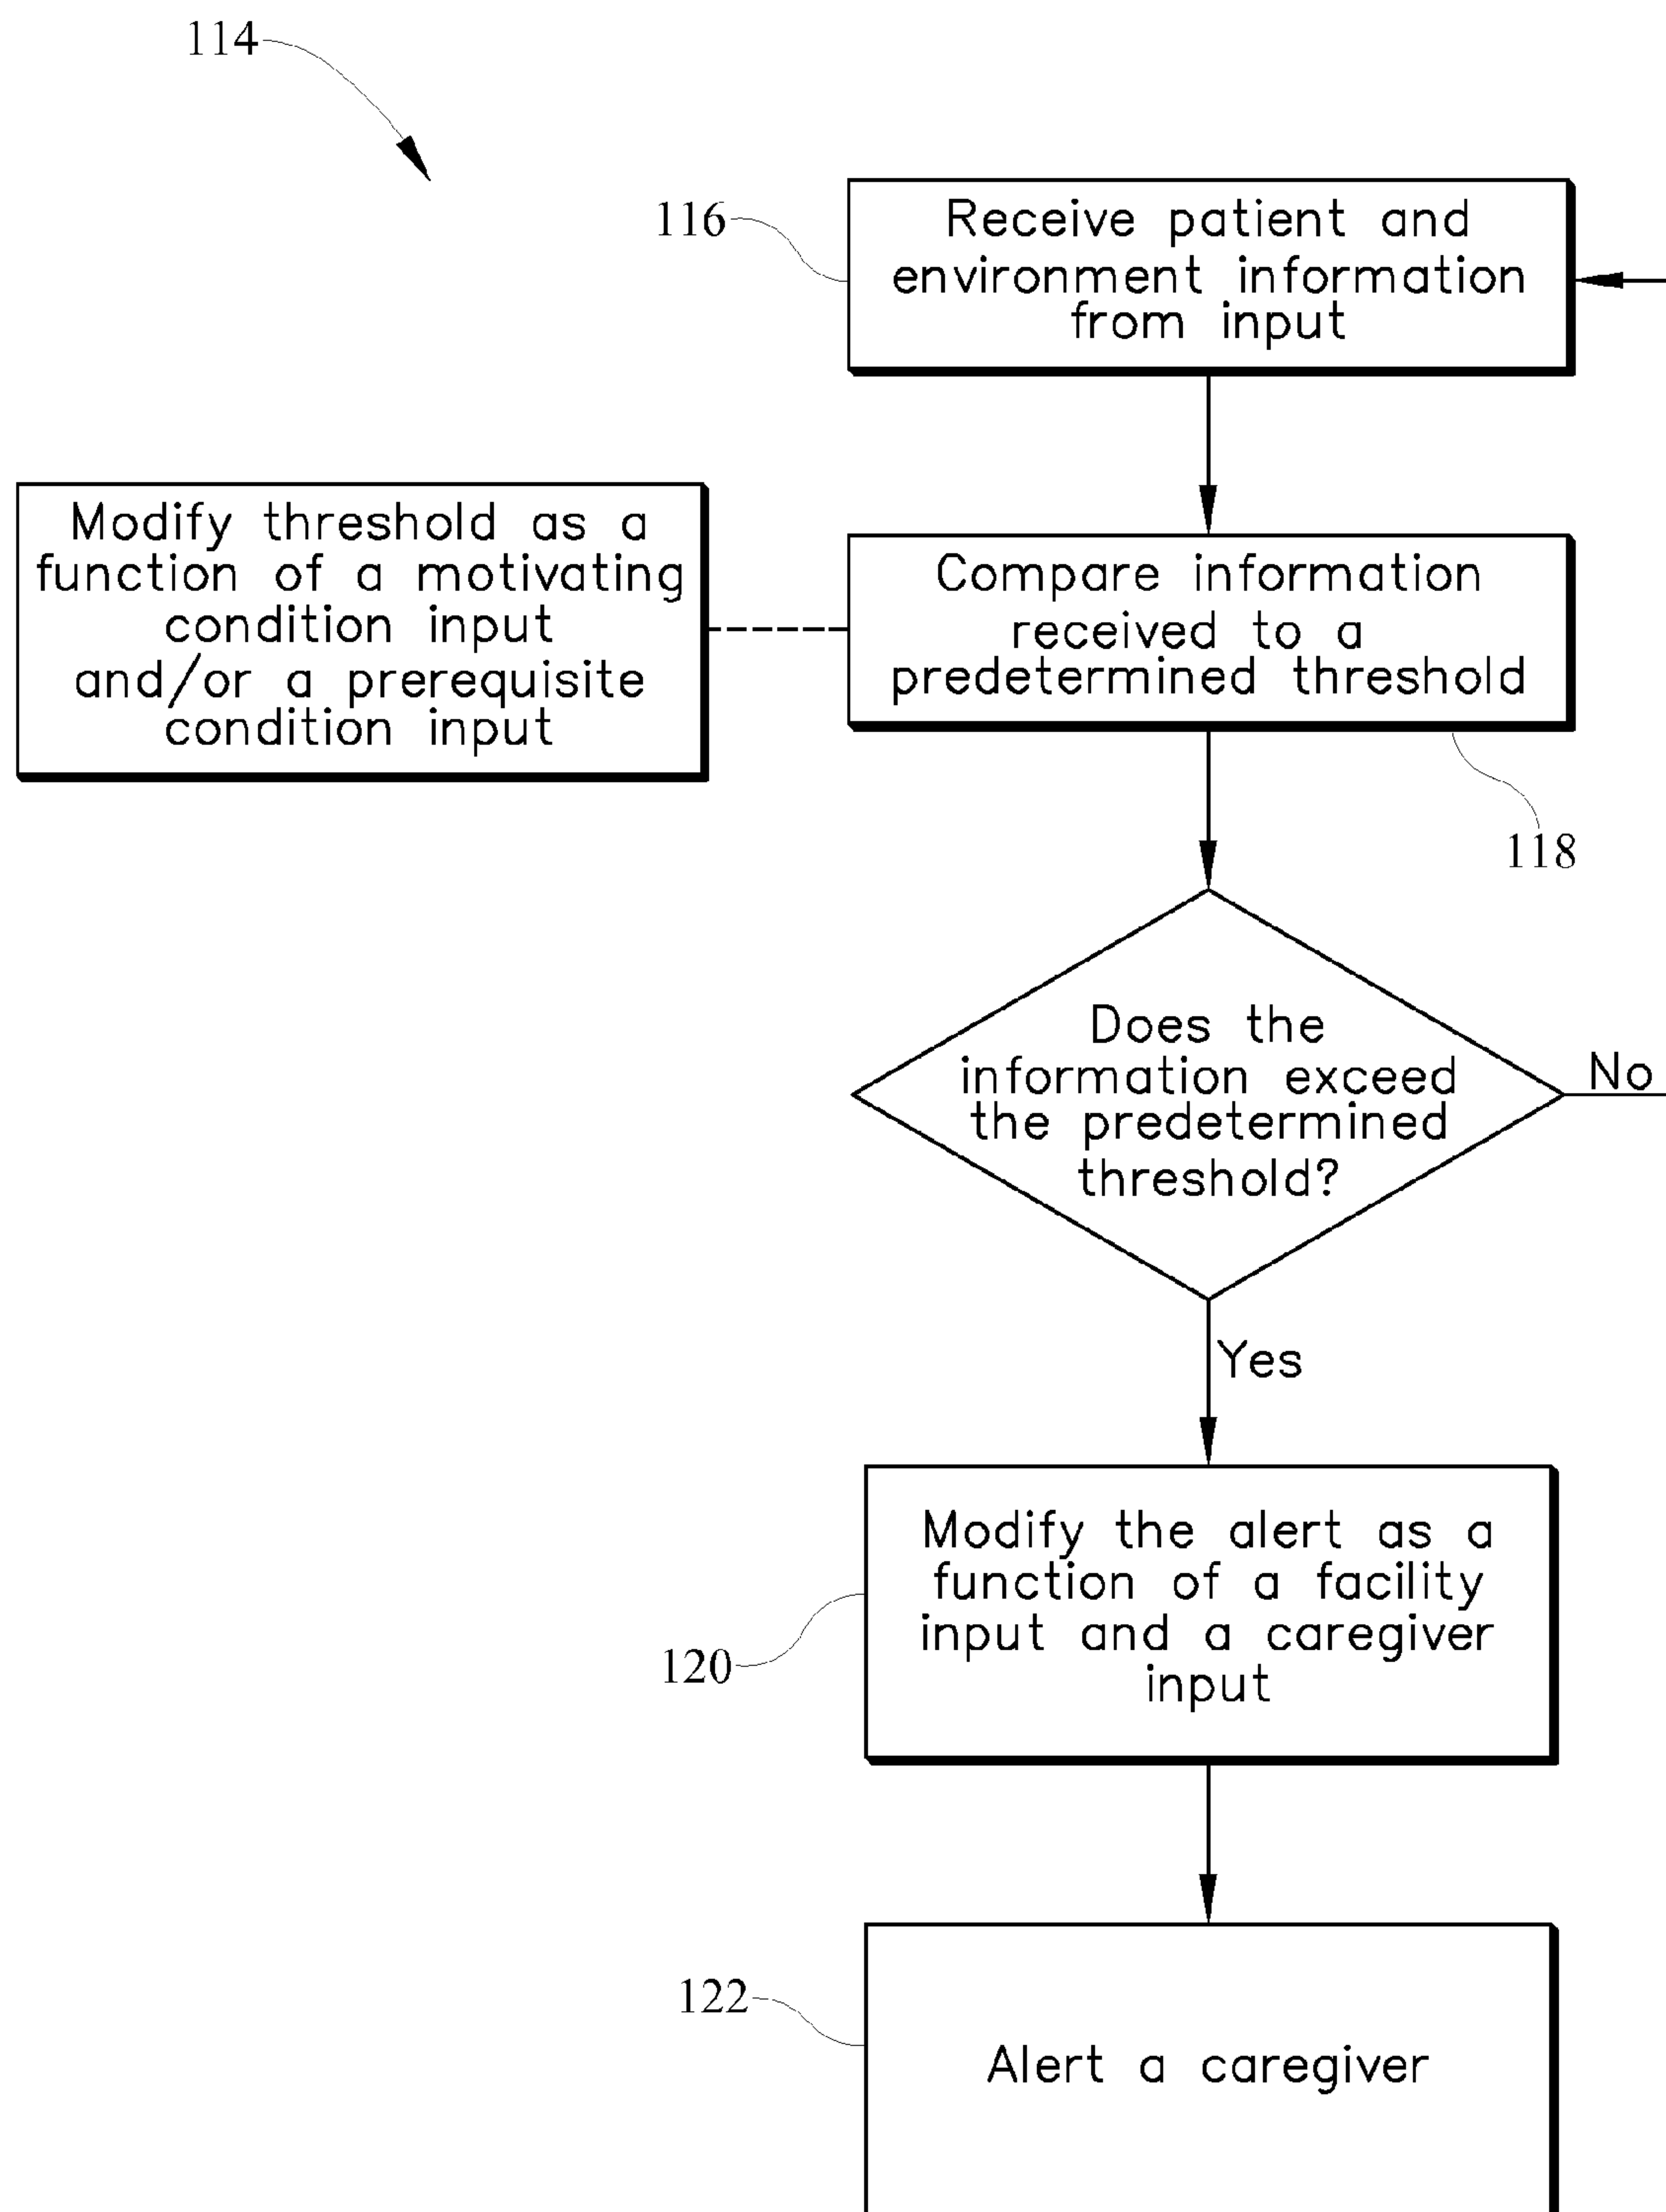 114
116
Receive patient and
environment information
from input
Modify threshold as a
function of a motivating
condition input
and/or a prerequisite
condition input
Compare information
received to a
predetermined threshold
118
Does the
information exceed
the predetermined
threshold?
No
Yes
Modify the alert as a
function of a facility
input and a caregiver
input
120
122
Alert a caregiver